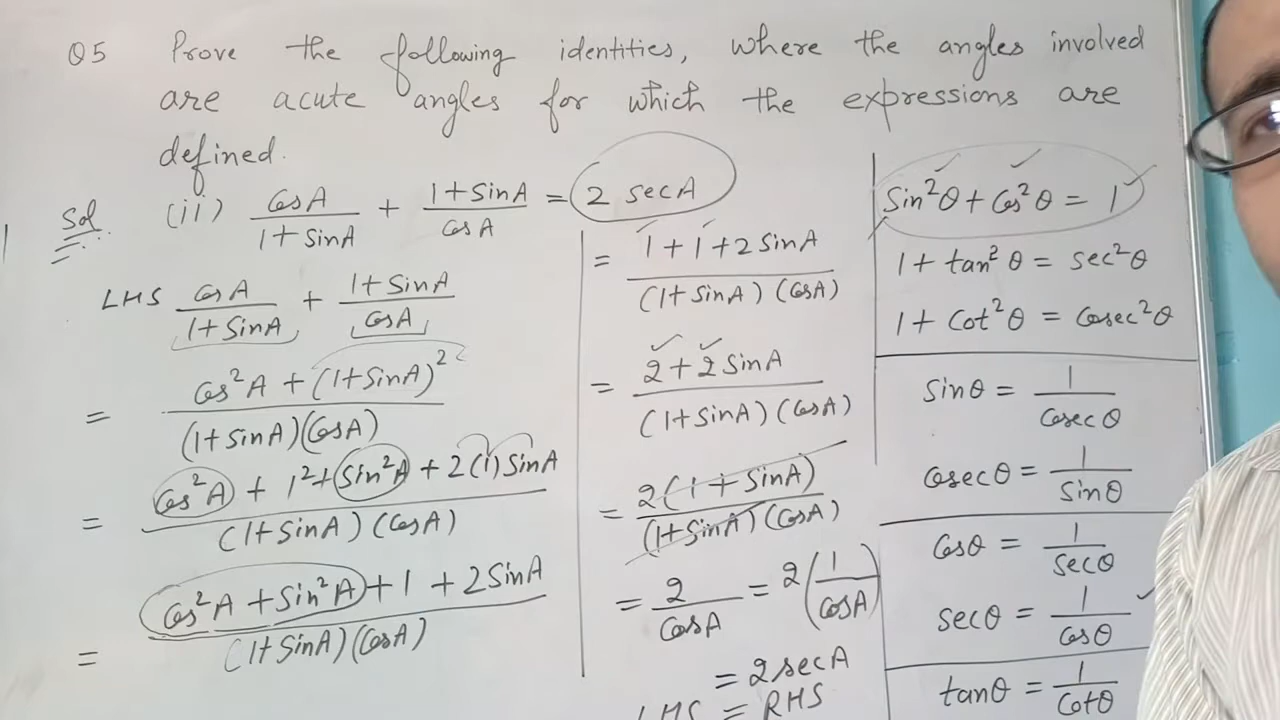 Q5 Prove the following identities, where the angles involved
are acute angles for which the expressions are
defined.
Sol. (ii) cosA/(1+sinA) + (1+sinA)/cosA = 2 secA
LHS cosA/(1+sinA) + (1+sinA)/cosA
= (cos²A + (1+sinA)²)/((1+sinA)(cosA))
= (cos²A + 1² + sin²A + 2(1)sinA)/((1+sinA)(cosA))
= (cos²A + sin²A + 1 + 2sinA)/((1+sinA)(cosA))
= (1+1+2sinA)/((1+sinA)(cosA))
= (2+2sinA)/((1+sinA)(cosA))
= 2(1+sinA)/((1+sinA)(cosA))
= 2/cosA = 2(1/cosA)
= 2secA
LHS = RHS
sin²θ + cos²θ = 1
1 + tan²θ = sec²θ
1 + cot²θ = cosec²θ
sinθ = 1/cosecθ
cosecθ = 1/sinθ
cosθ = 1/secθ
secθ = 1/cosθ
tanθ = 1/cotθ